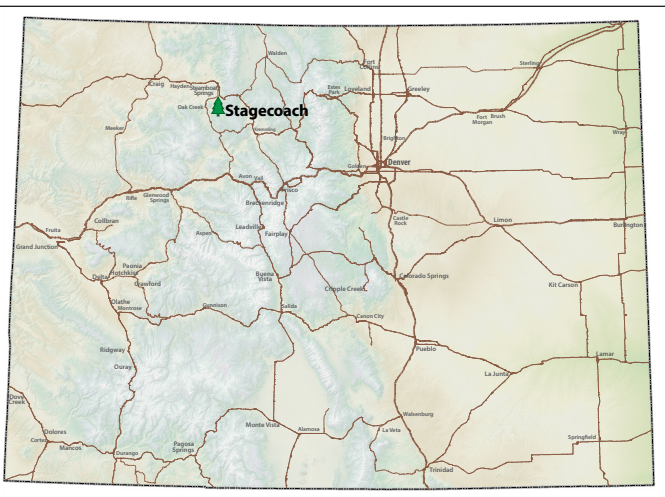 Walden
Fort
Collins
Sterling
Craig
Hayden
Steamboat
Springs
Estes
Park
Loveland
Greeley
Oak Creek
Stagecoach
Fort
Morgan
Brush
Meeker
Kremmling
Wray
Brighton
Golden
Denver
Avon
Vail
Frisco
Rifle
Glenwood
Springs
Breckenridge
Castle
Rock
Limon
Burlington
Collbran
Fruita
Grand Junction
Aspen
Leadville
Fairplay
Paonia
Hotchkiss
Delta
Crawford
Buena
Vista
Cripple Creek
Colorado Springs
Kit Carson
Olathe
Montrose
Gunnison
Salida
Canon City
Pueblo
Ridgway
Ouray
Lamar
La Junta
Dove
Creek
Walsenburg
Dolores
Cortez
Mancos
Durango
Pagosa
Springs
Monte Vista
Alamosa
La Veta
Springfield
Trinidad